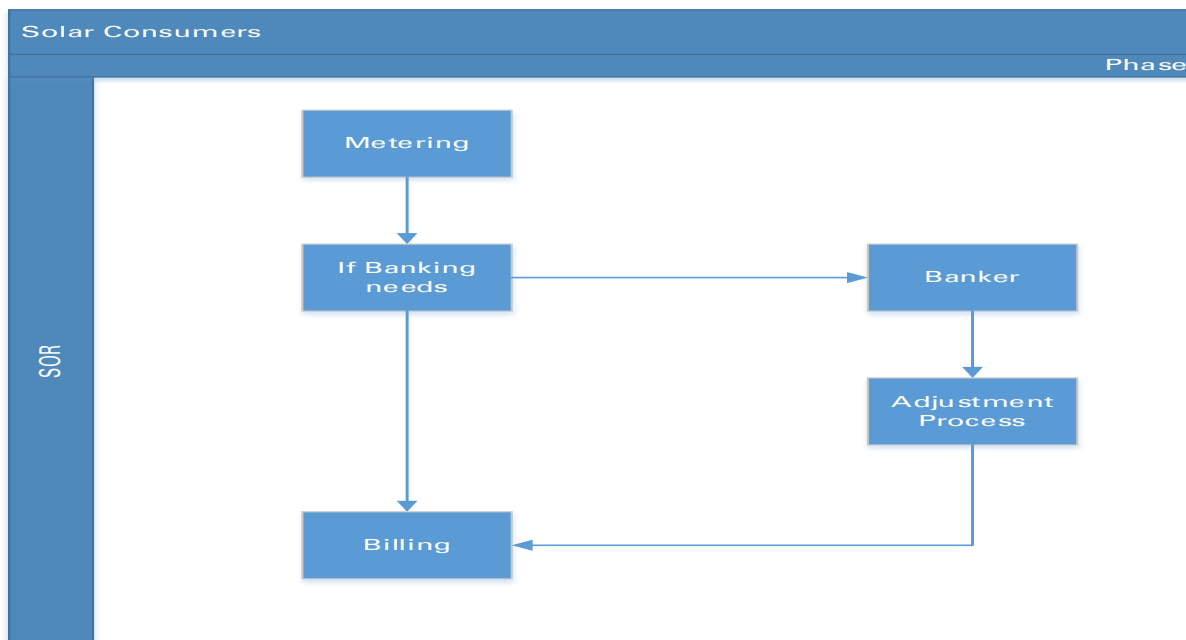 Solar Consumers
Phase
SOR
Metering
If Banking
needs
Banker
Adjustment
Process
Billing